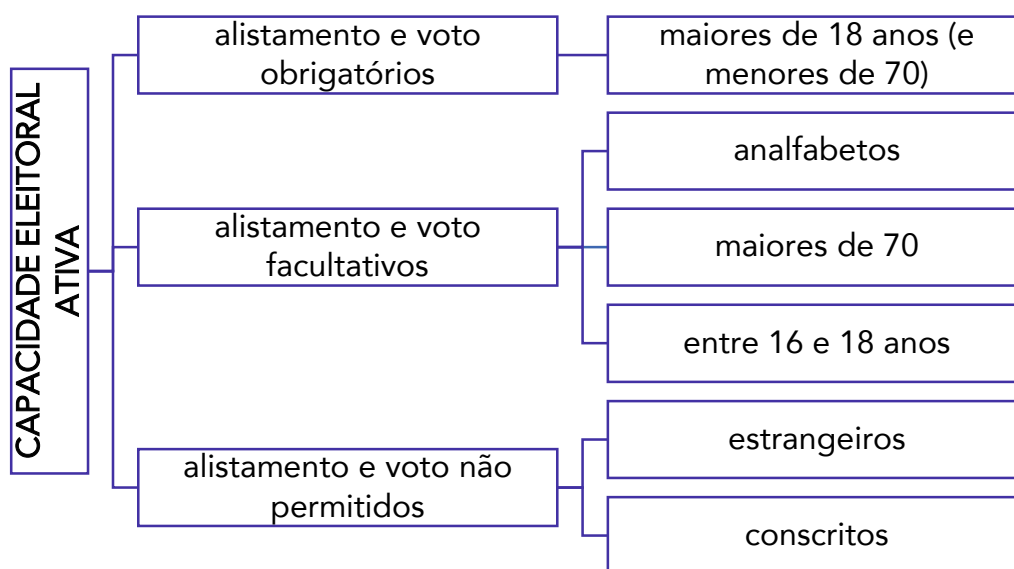 CAPACIDADE ELEITORAL
ATIVA
alistamento e voto
obrigatórios
maiores de 18 anos (e
menores de 70)
alistamento e voto
facultativos
analfabetos
maiores de 70
entre 16 e 18 anos
alistamento e voto não
permitidos
estrangeiros
conscritos